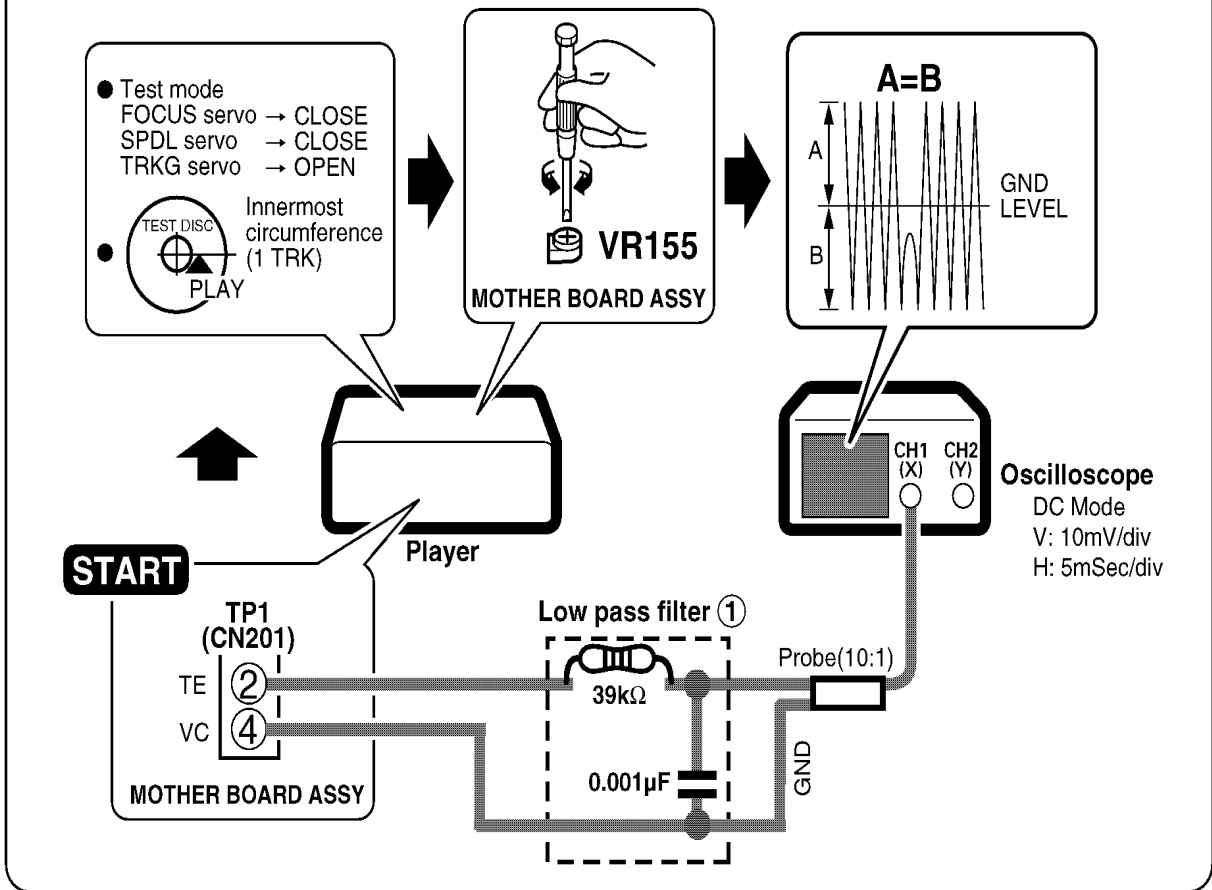 ● Test mode
FOCUS servo → CLOSE
SPDL servo → CLOSE
TRKG servo → OPEN
● TEST DISC
PLAY
Innermost
circumference
(1 TRK)
VR155
MOTHER BOARD ASSY
A=B
A
B
GND
LEVEL
Player
CH1
(X)
CH2
(Y)
Oscilloscope
DC Mode
V: 10mV/div
H: 5mSec/div
START
TP1
(CN201)
TE ②
VC ④
MOTHER BOARD ASSY
Low pass filter ①
39kΩ
0.001µF
Probe(10:1)
GND